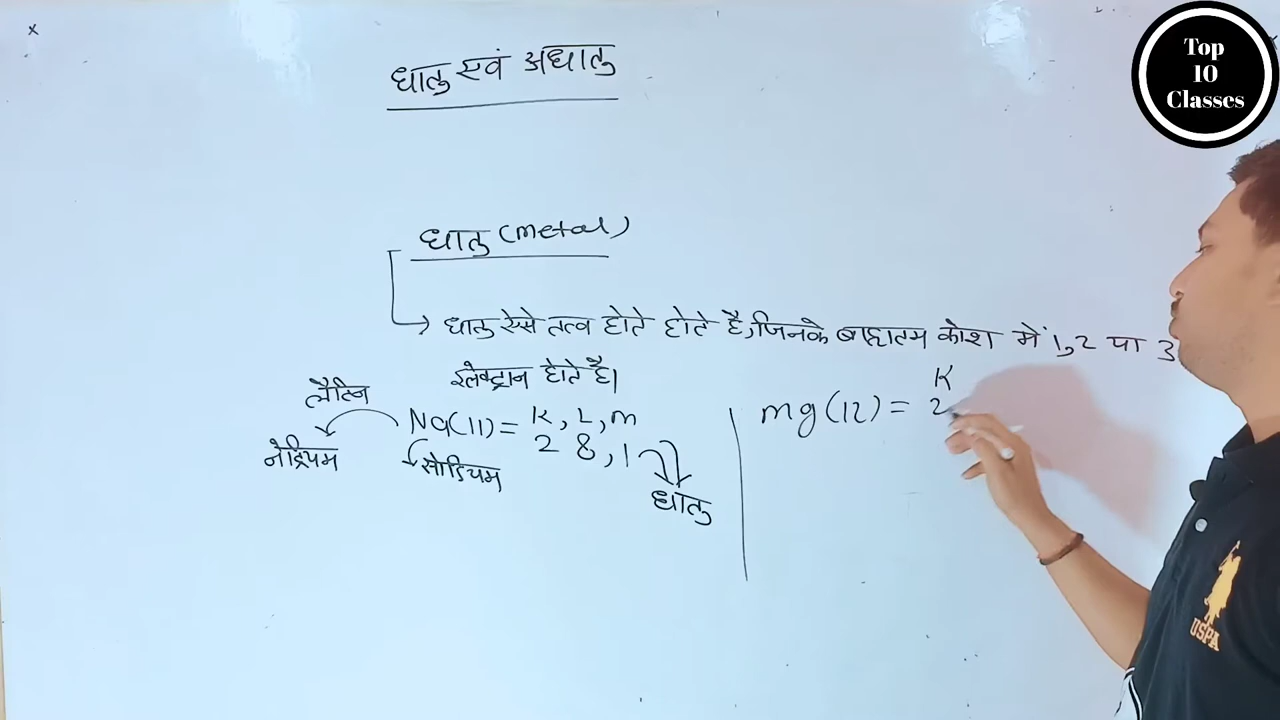 Top
10
Classes
धातु एवं अधातु
धातु (metal)
धातु ऐसे तत्व होते होते है, जिनके बाह्यतम कोश में 1, 2 या 3
इलेक्ट्रान होते है।
लैटिन
नेट्रियम
Na(11) = K, L, M
2 8, 1
सोडियम
धातु
mg(12) = K
2
USPA